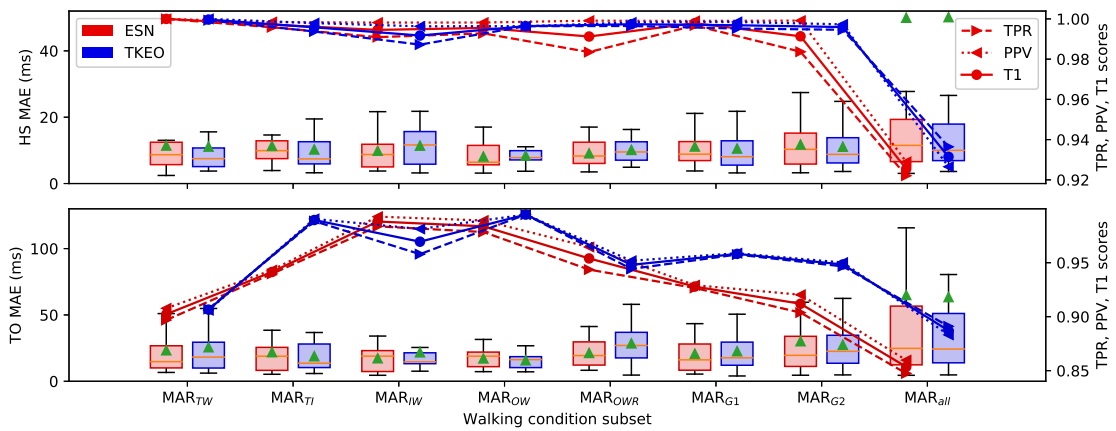 ESN
TKEO
TPR
PPV
T1
HS MAE (ms)
40
20
0
1.00
0.98
0.96
0.94
0.92
TPR, PPV, T1 scores
TO MAE (ms)
100
50
0
0.95
0.90
0.85
TPR, PPV, T1 scores
MAR_TW MAR_TI MAR_IW MAR_OW MAR_OWR MAR_G1 MAR_G2 MAR_all
Walking condition subset